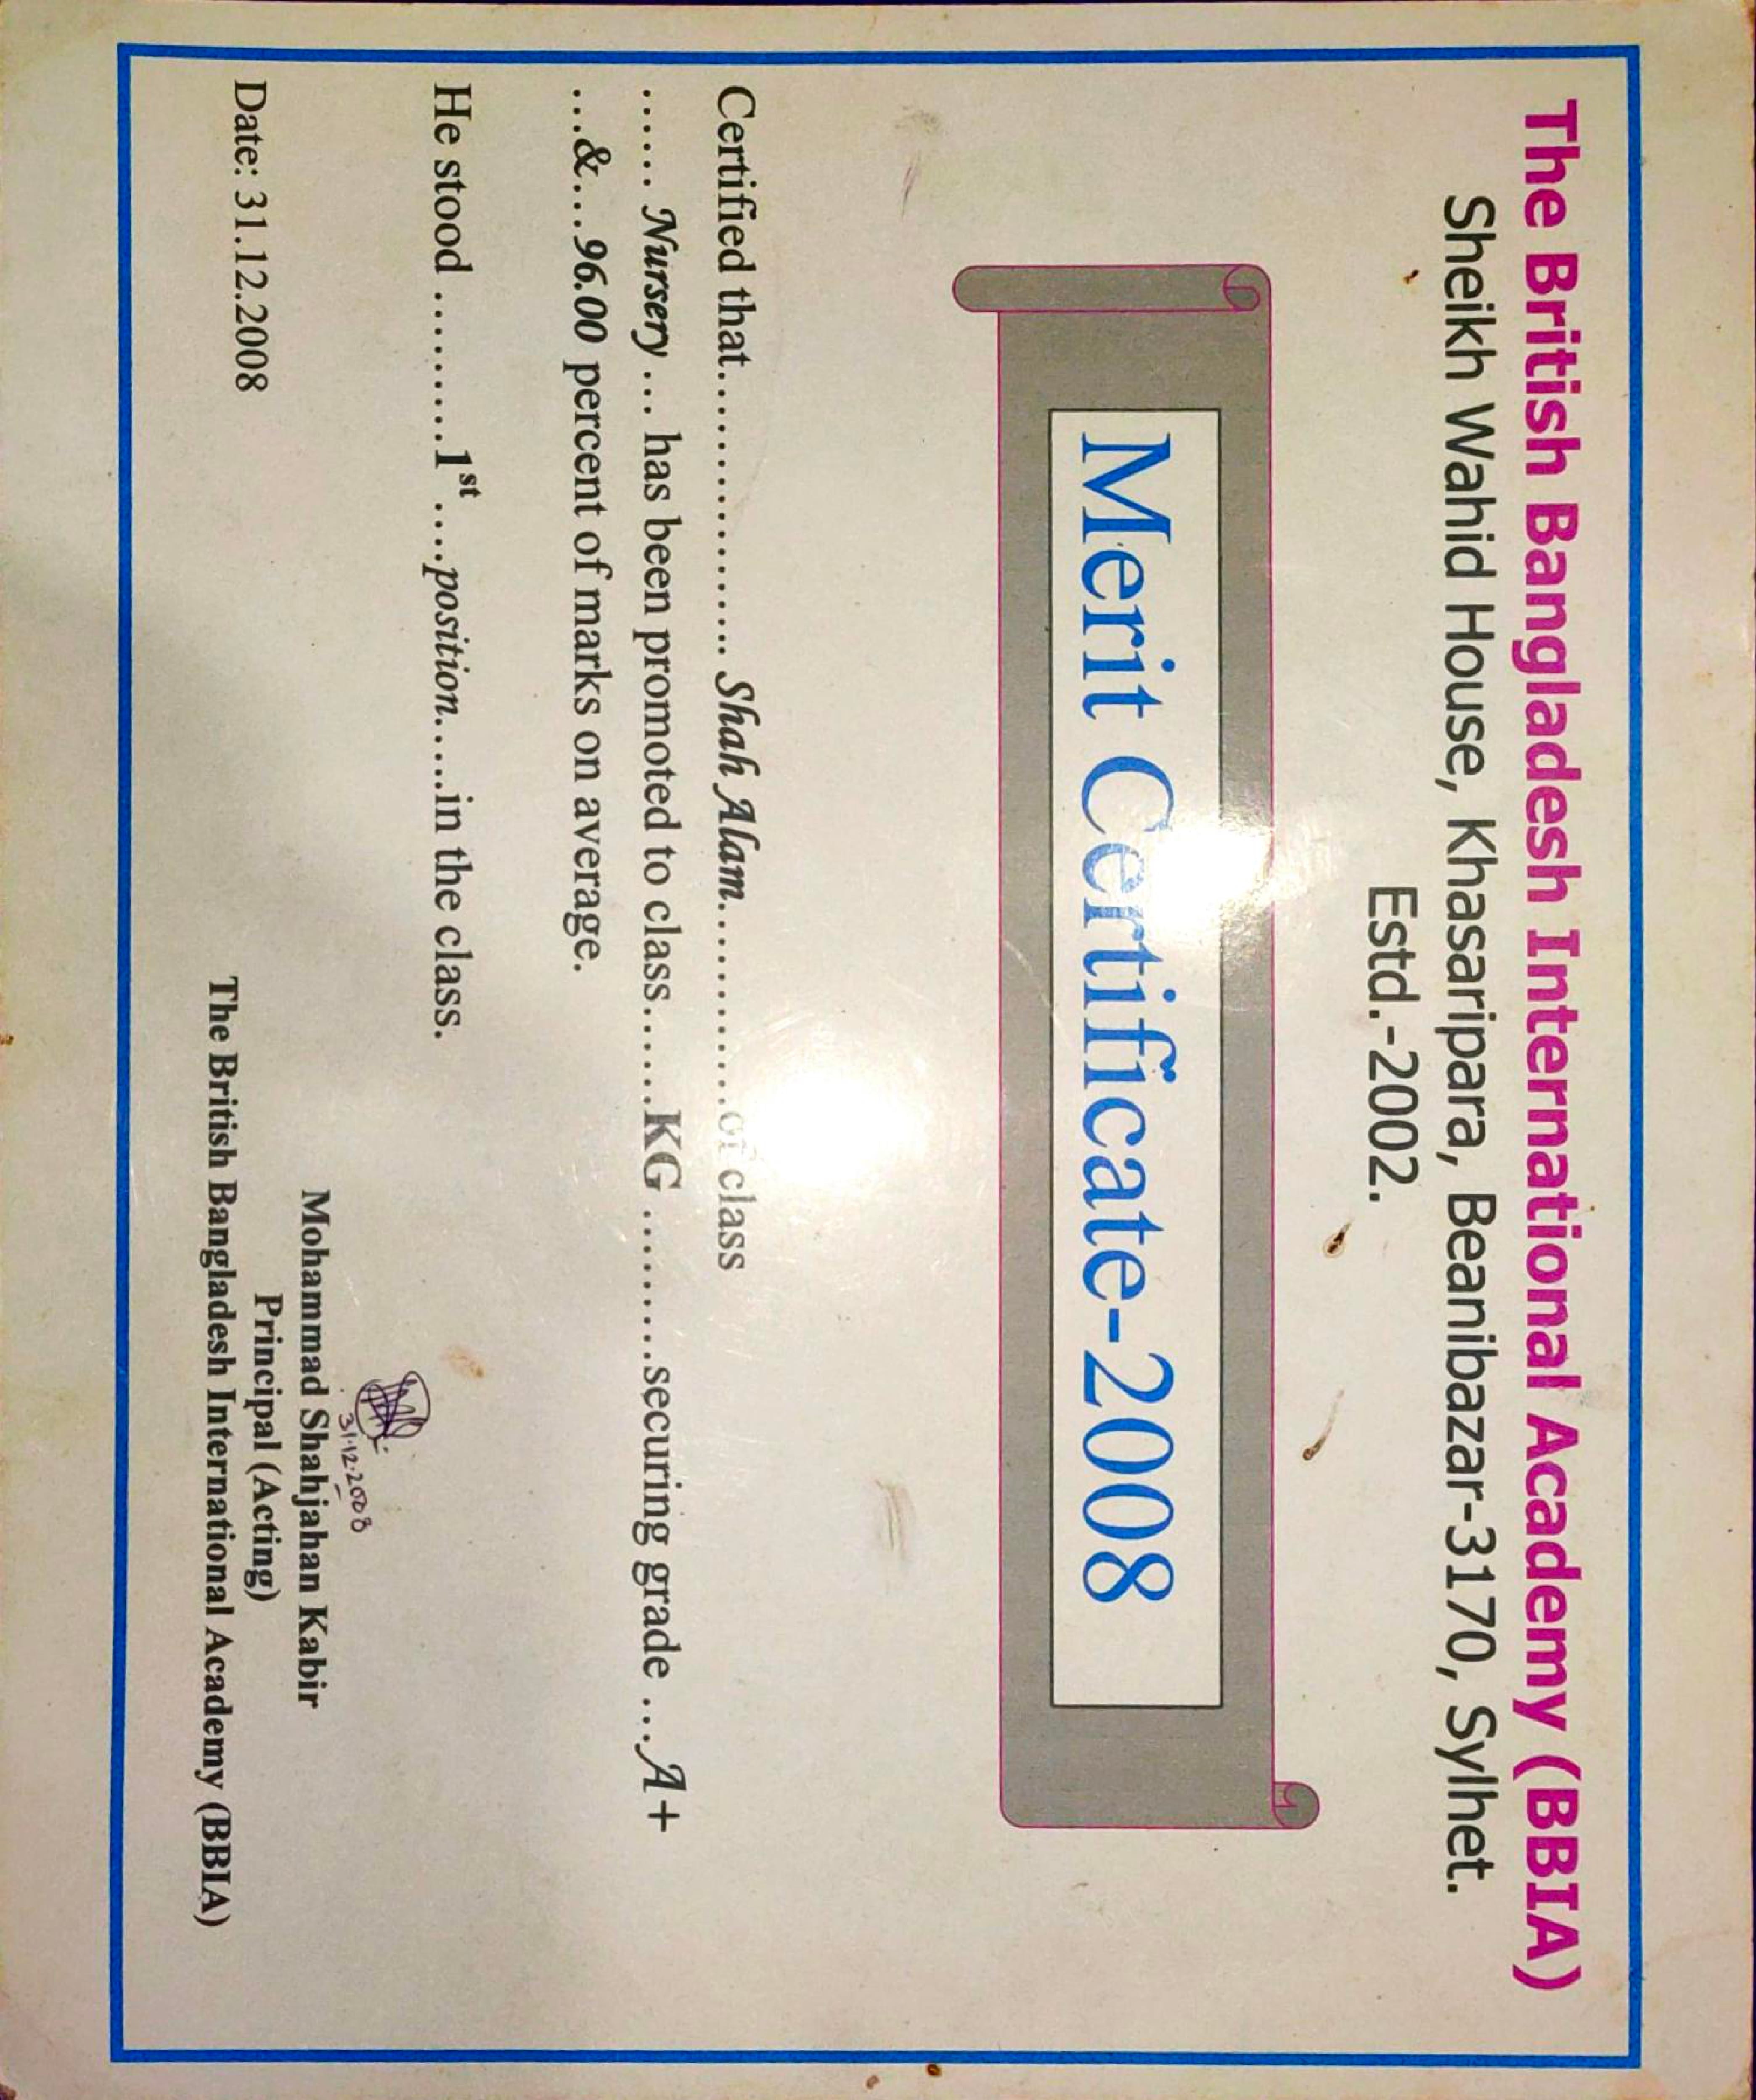 The British Bangladesh International Academy (BBIA)
Sheikh Wahid House, Khasaripara, Beanibazar-3170, Sylhet.
Estd.-2002.
Merit Certificate-2008
Certified that.................. Shah Alam.............of class
...... Nursery ... has been promoted to class......KG .........securing grade ...A+
...&...96.00 percent of marks on average.
He stood .........1st....position.....in the class.
31.12.2008
Mohammad Shahjahan Kabir
Principal (Acting)
Date: 31.12.2008
The British Bangladesh International Academy (BBIA)